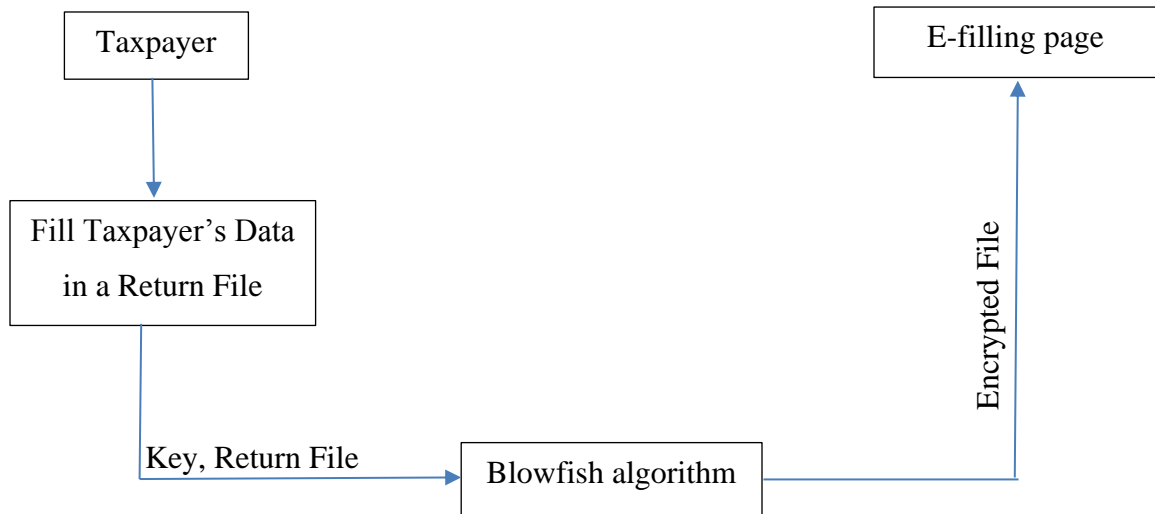 Taxpayer
E-filling page
Fill Taxpayer’s Data
in a Return File
Encrypted File
Key, Return File
Blowfish algorithm